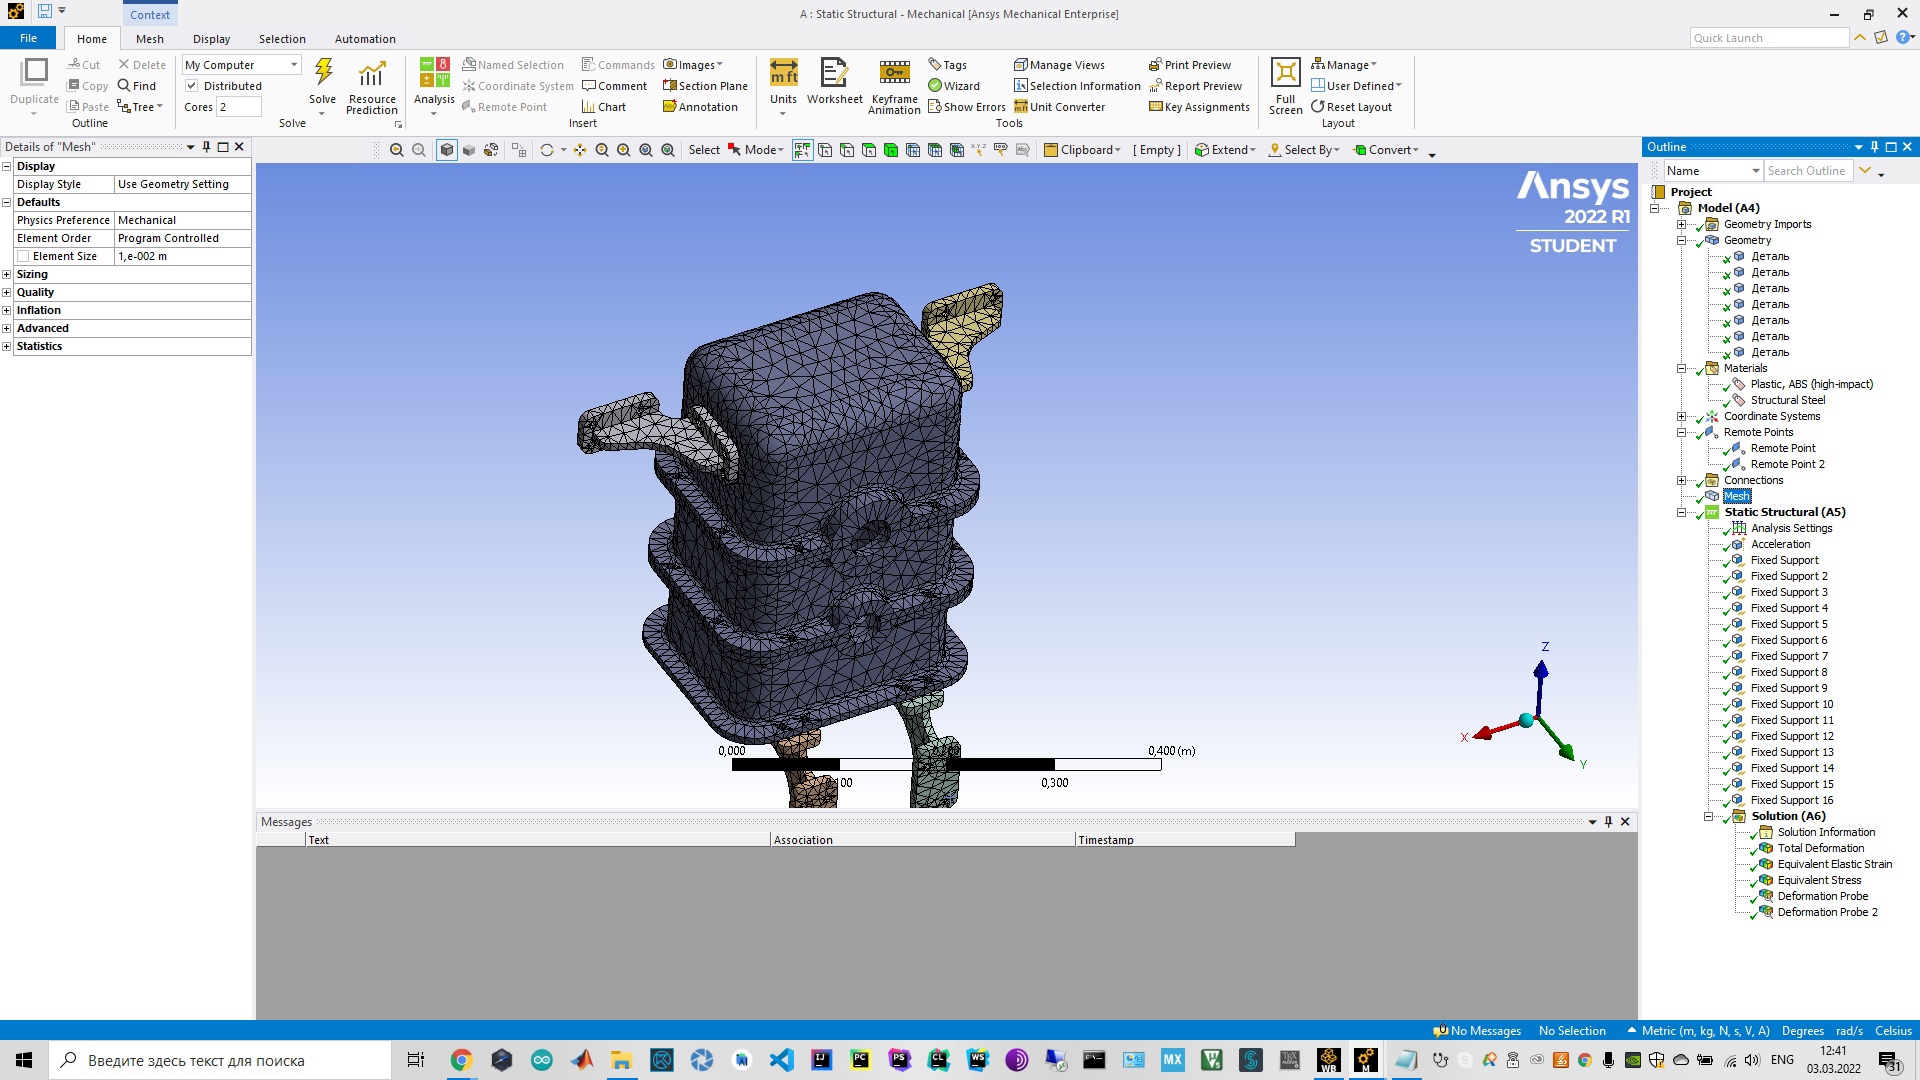 Context
A : Static Structural - Mechanical [Ansys Mechanical Enterprise]
File
Home
Mesh
Display
Selection
Automation
Quick Launch
Duplicate
Cut
Copy
Paste
Delete
Find
Tree
Outline
My Computer
Distributed
Cores 2
Solve
Resource Prediction
Solve
Analysis
Named Selection
Coordinate System
Remote Point
Commands
Comment
Chart
Images
Section Plane
Annotation
Insert
Units
Worksheet
Keyframe Animation
Tags
Wizard
Show Errors
Manage Views
Selection Information
Unit Converter
Print Preview
Report Preview
Key Assignments
Tools
Full Screen
Manage
User Defined
Reset Layout
Layout
Details of "Mesh"
Display
Display Style Use Geometry Setting
Defaults
Physics Preference Mechanical
Element Order Program Controlled
Element Size 1,e-002 m
Sizing
Quality
Inflation
Advanced
Statistics
Select
Mode
Clipboard
[ Empty ]
Extend
Select By
Convert
Ansys
2022 R1
STUDENT
0,000
0,400 (m)
0,300
Z
X
Y
Messages
Text
Association
Timestamp
Outline
Name
Search Outline
Project
Model (A4)
Geometry Imports
Geometry
Деталь
Деталь
Деталь
Деталь
Деталь
Деталь
Деталь
Materials
Plastic, ABS (high-impact)
Structural Steel
Coordinate Systems
Remote Points
Remote Point
Remote Point 2
Connections
Mesh
Static Structural (A5)
Analysis Settings
Acceleration
Fixed Support
Fixed Support 2
Fixed Support 3
Fixed Support 4
Fixed Support 5
Fixed Support 6
Fixed Support 7
Fixed Support 8
Fixed Support 9
Fixed Support 10
Fixed Support 11
Fixed Support 12
Fixed Support 13
Fixed Support 14
Fixed Support 15
Fixed Support 16
Solution (A6)
Solution Information
Total Deformation
Equivalent Elastic Strain
Equivalent Stress
Deformation Probe
Deformation Probe 2
No Messages
No Selection
Metric (m, kg, N, s, V, A)
Degrees
rad/s
Celsius
Введите здесь текст для поиска
ENG
12:41
03.03.2022
31